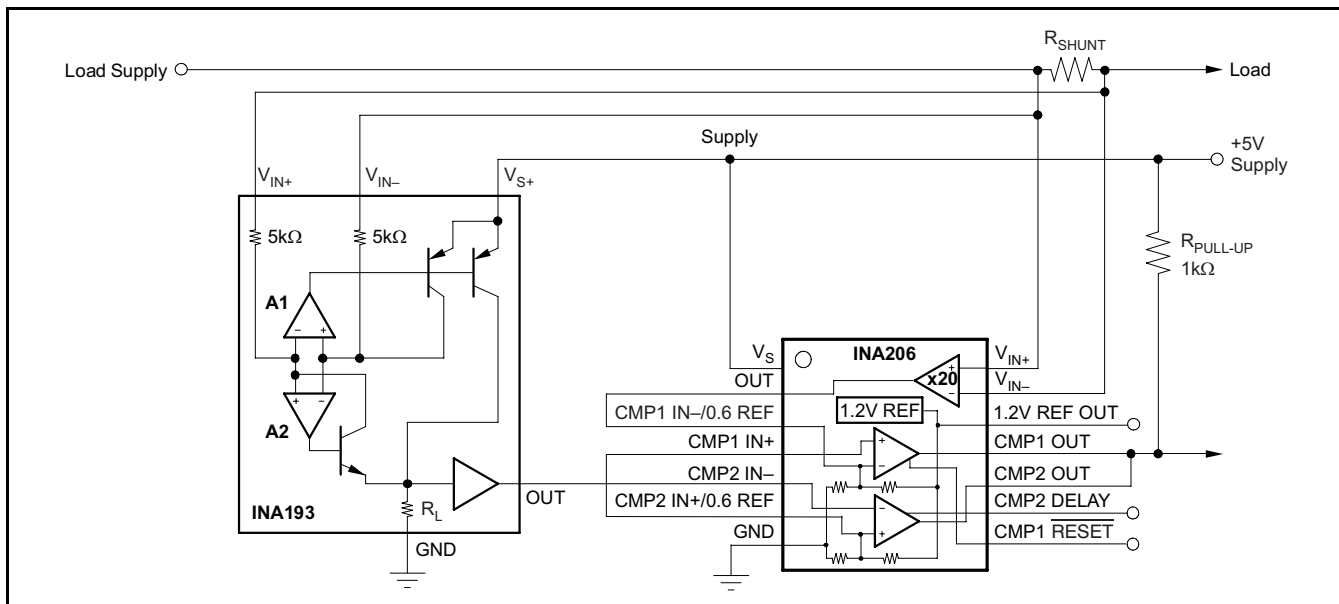 R_SHUNT
Load Supply
Load
Supply
+5V
Supply
V_IN+
V_IN–
V_S+
5kΩ
5kΩ
R_PULL-UP
1kΩ
A1
– +
+ –
A2
INA193
R_L
OUT
GND
V_S
INA206
V_IN+
OUT
x20
+
–
V_IN–
CMP1 IN–/0.6 REF
1.2V REF
1.2V REF OUT
CMP1 IN+
+
–
CMP1 OUT
CMP2 IN–
CMP2 OUT
CMP2 IN+/0.6 REF
–
+
CMP2 DELAY
GND
CMP1 RESET